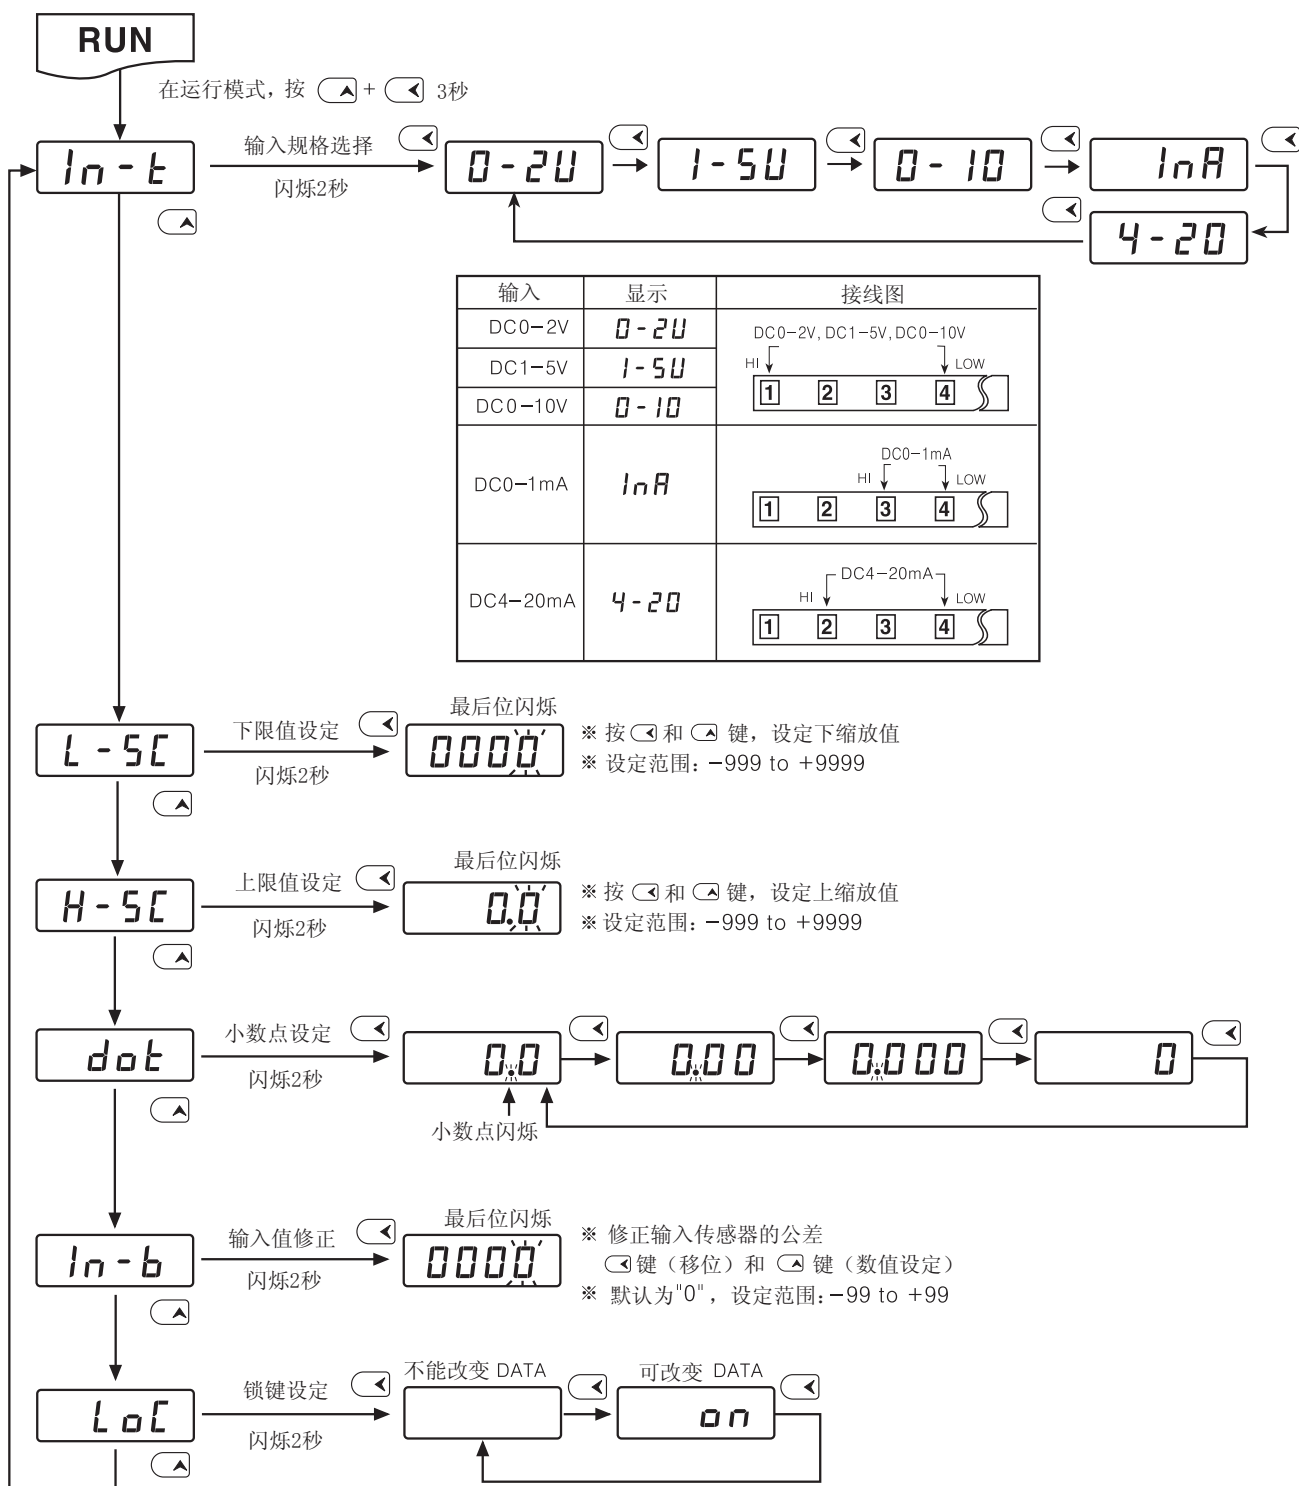 RUN
在运行模式，按 + 3秒
In-t
输入规格选择
闪烁2秒
0-2U
1-5U
0-10
1nA
4-20
输入 显示 接线图
DC0-2V 0-2U
DC1-5V 1-5U
DC0-10V 0-10
DC0-2V, DC1-5V, DC0-10V
HI LOW
1 2 3 4
DC0-1mA 1nA
DC0-1mA
HI LOW
1 2 3 4
DC4-20mA 4-20
DC4-20mA
HI LOW
1 2 3 4
L-SC
下限值设定
闪烁2秒
最后位闪烁
0000
※ 按 和 键，设定下缩放值
※ 设定范围: -999 to +9999
H-SC
上限值设定
闪烁2秒
最后位闪烁
0.0
※ 按 和 键，设定上缩放值
※ 设定范围: -999 to +9999
dot
小数点设定
闪烁2秒
0.0
0.00
0.000
0
小数点闪烁
In-b
输入值修正
闪烁2秒
最后位闪烁
0000
※ 修正输入传感器的公差
键（移位）和 键（数值设定）
※ 默认为"0"，设定范围: -99 to +99
LoC
锁键设定
闪烁2秒
不能改变 DATA
可改变 DATA
on